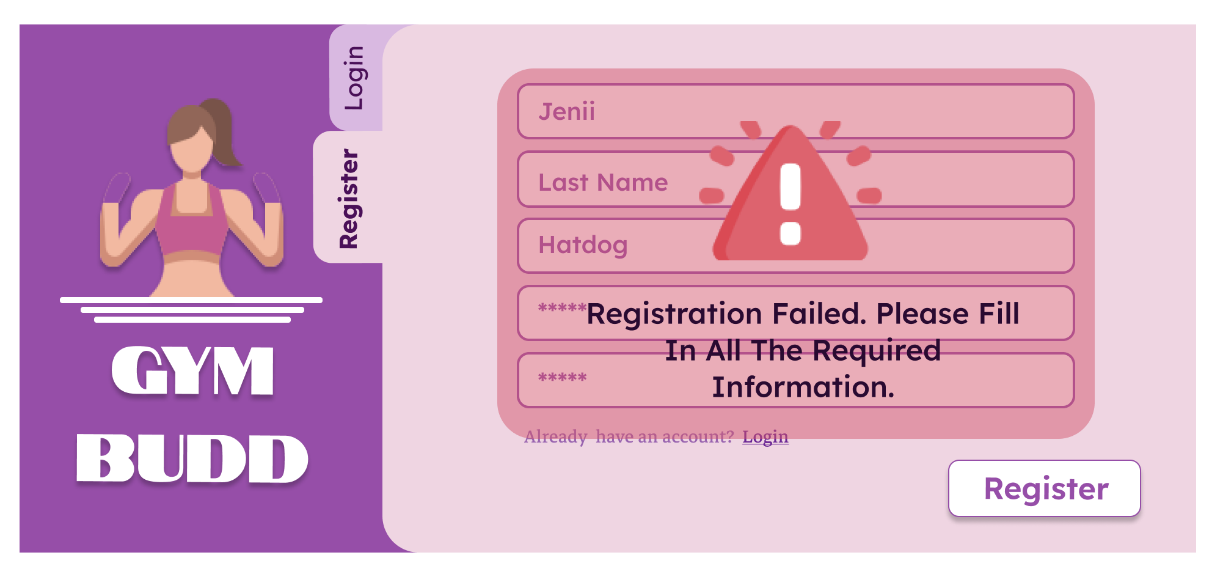 Login
Register
GYM
BUDD
Jenii
Last Name
Hatdog
*****
Registration Failed. Please Fill
In All The Required
Information.
*****
Already have an account? Login
Register